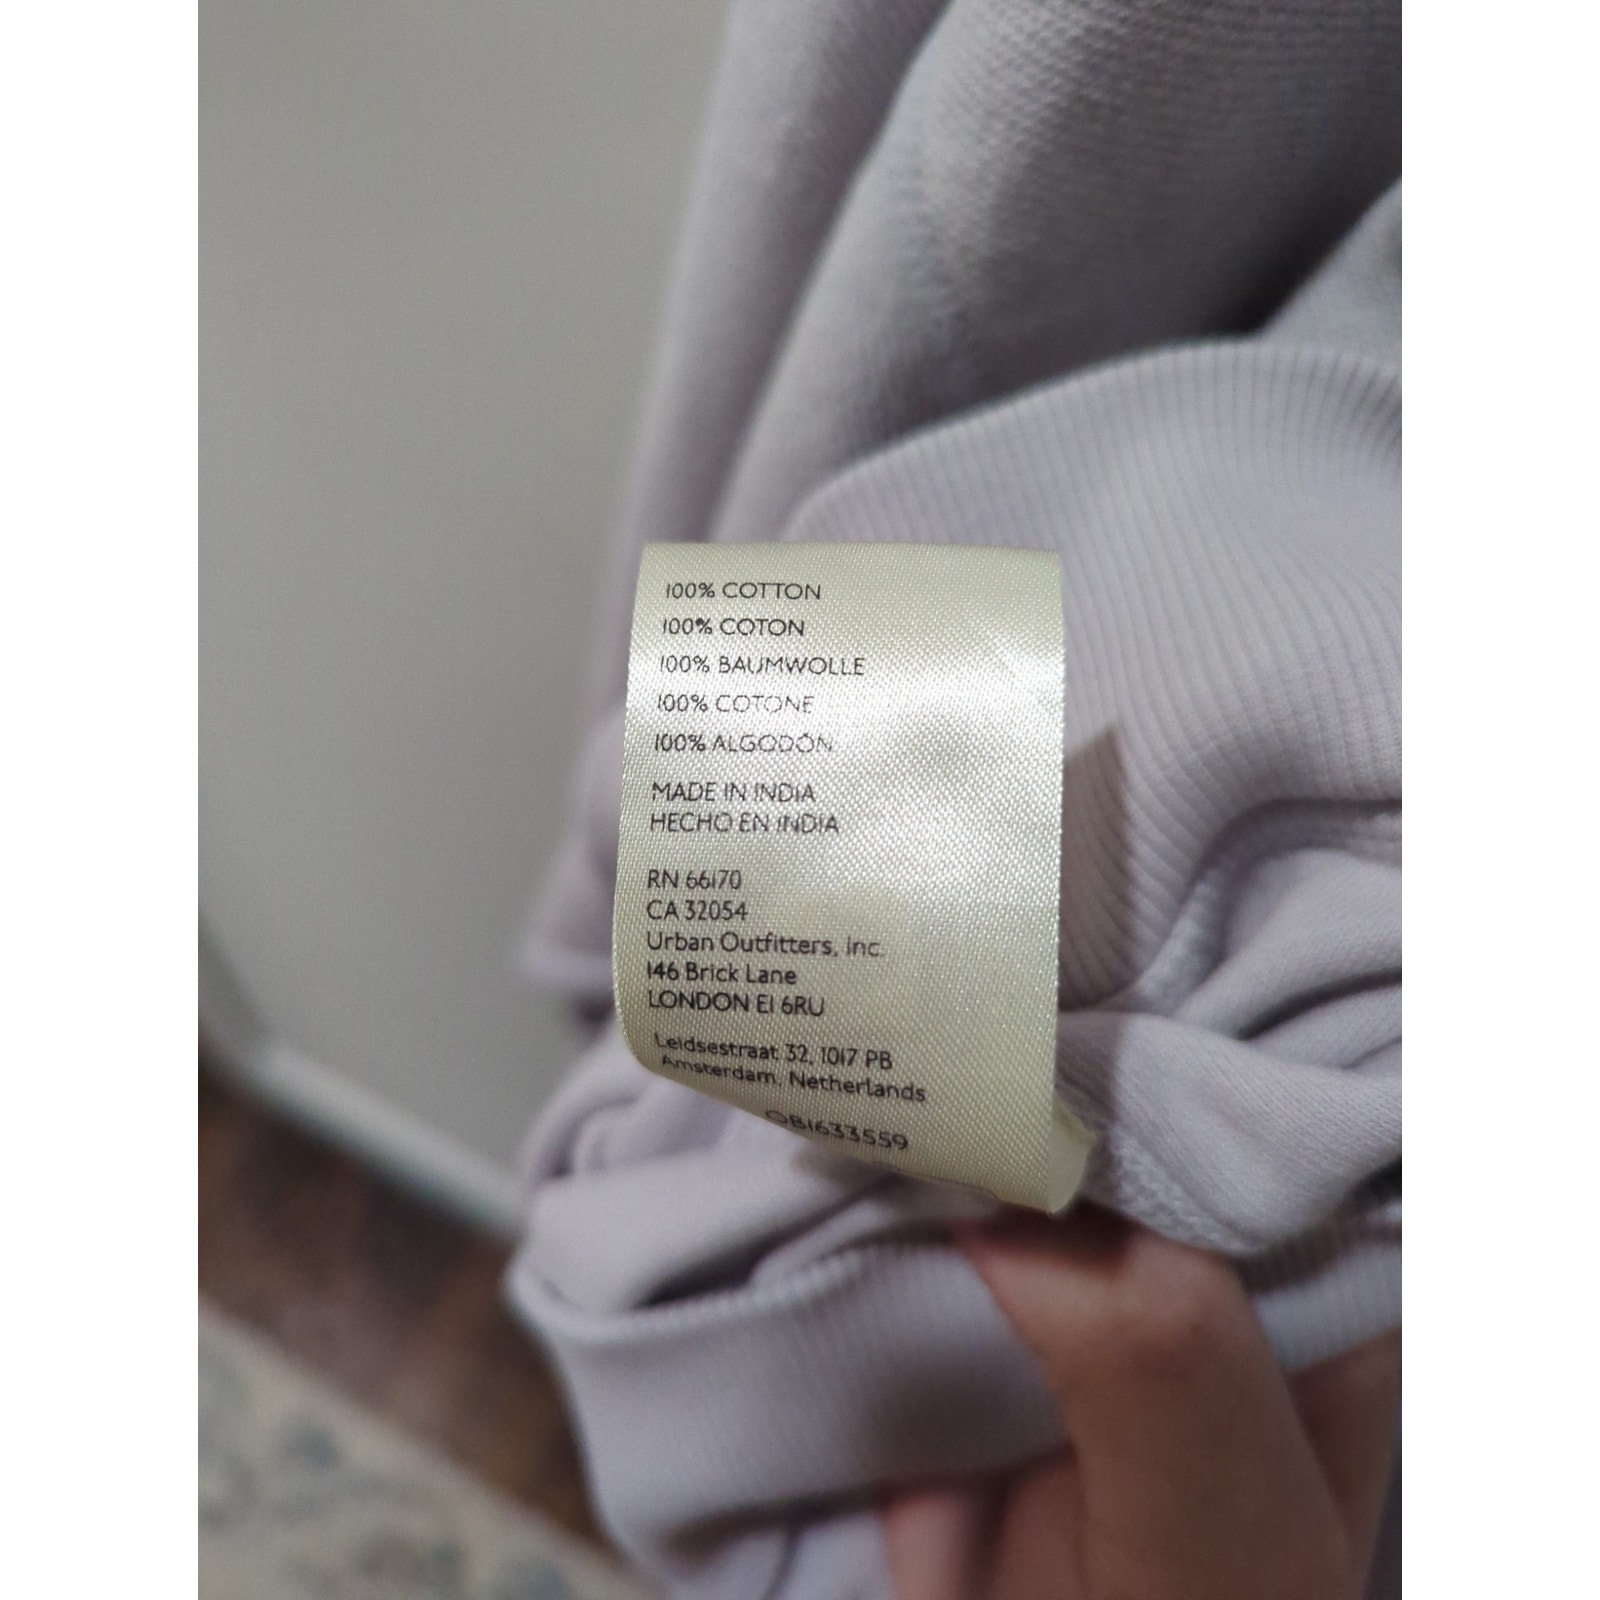 100% COTTON
100% COTON
100% BAUMWOLLE
100% COTONE
100% ALGODÓN
MADE IN INDIA
HECHO EN INDIA
RN 66170
CA 32054
Urban Outfitters, Inc.
146 Brick Lane
LONDON E1 6RU
Leidsestraat 32, 1017 PB
Amsterdam, Netherlands
OB1633559